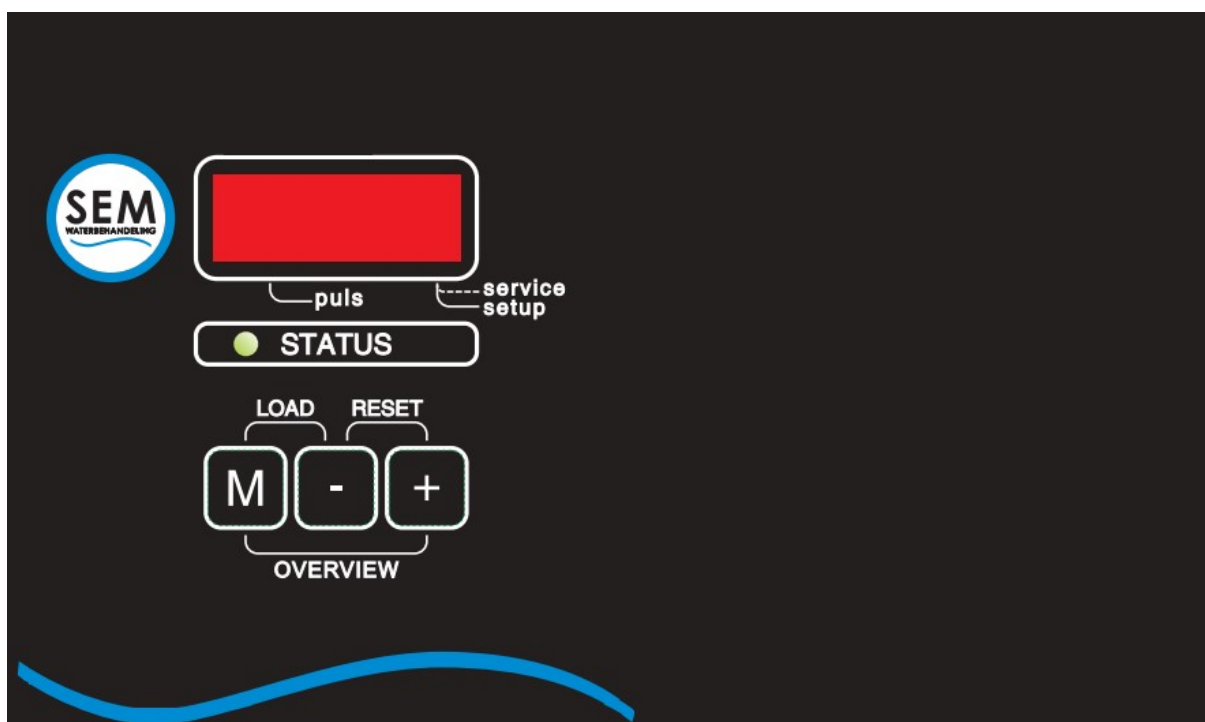 SEM
WATERBEHANDELING
puls
service
setup
STATUS
LOAD RESET
M - +
OVERVIEW